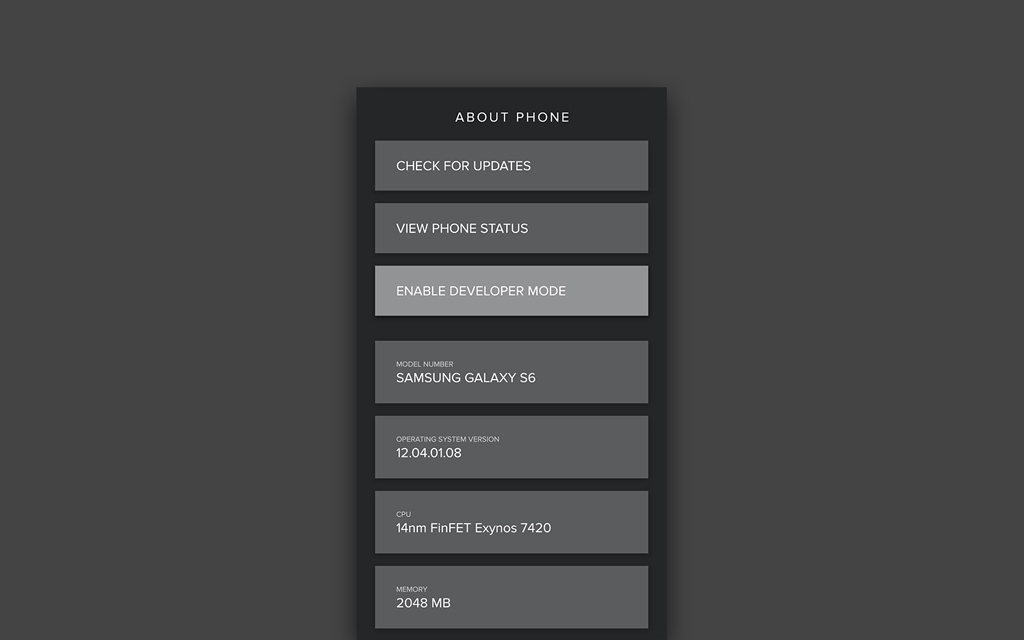 ABOUT PHONE
CHECK FOR UPDATES
VIEW PHONE STATUS
ENABLE DEVELOPER MODE
MODEL NUMBER
SAMSUNG GALAXY S6
OPERATING SYSTEM VERSION
12.04.01.08
CPU
14nm FinFET Exynos 7420
MEMORY
2048 MB